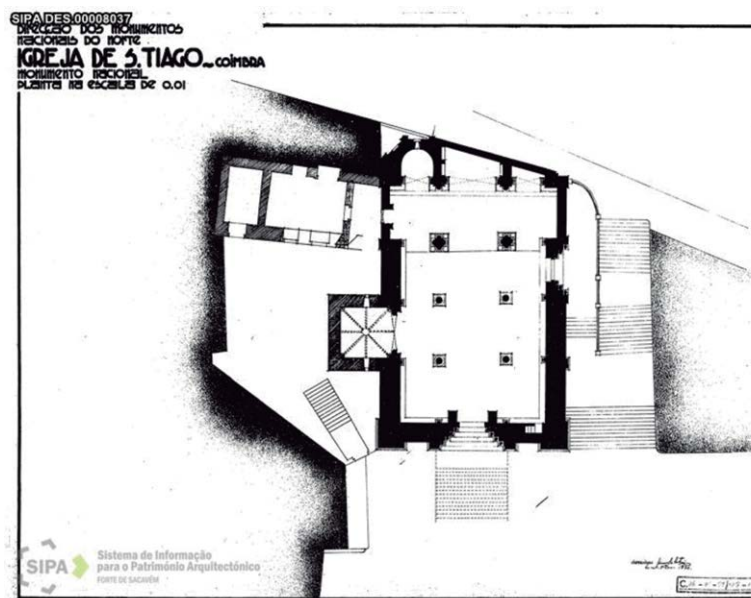 SIPA DES.00008037
DIRECÇÃO DOS MONUMENTOS
NACIONAIS DO NORTE
IGREJA DE S. TIAGO~COIMBRA
MONUMENTO NACIONAL
PLANTA NA ESCALA DE 0.01
SIPA
Sistema de Informação
para o Património Arquitectónico
FORTE DE SACAVÉM